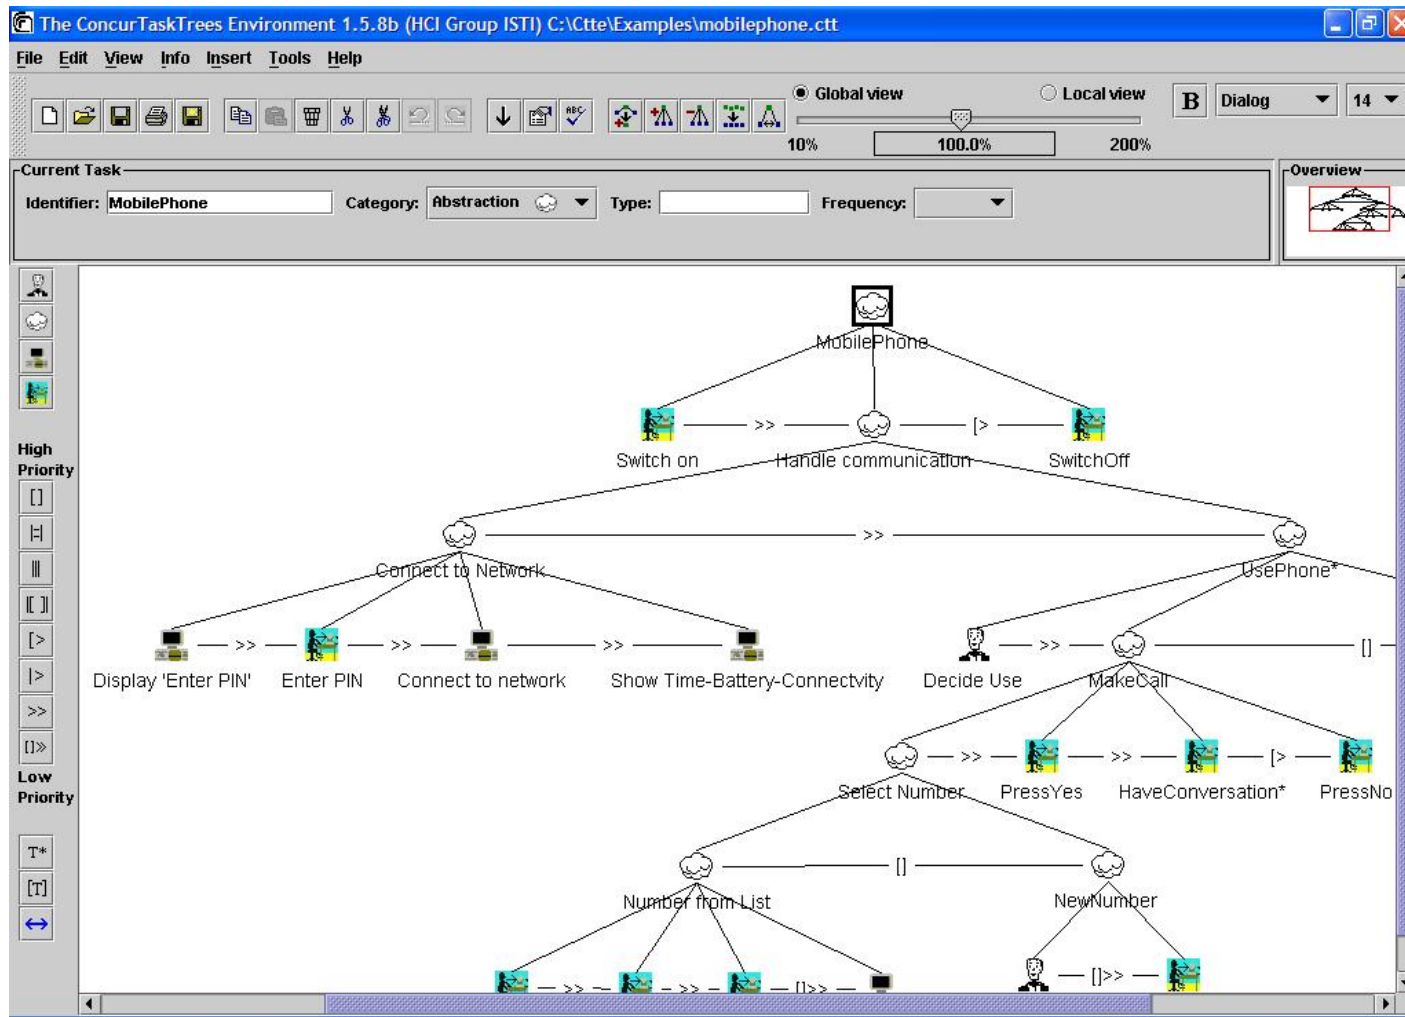 The ConcurTaskTrees Environment 1.5.8b (HCI Group ISTI) C:\Ctte\Examples\mobilephone.ctt
File Edit View Info Insert Tools Help
Global view Local view B Dialog 14
ABC
10% 100.0% 200%
Current Task Overview
Identifier: MobilePhone Category: Abstraction Type: Frequency:
MobilePhone
>> [>
Switch on Handle communication SwitchOff
High
Priority
[]
|=|
|||
|[]|
[>
|>
>>
[]»
Low
Priority
T*
[T]
>>
Connect to Network UsePhone*
>> >> >> >> []
Display 'Enter PIN' Enter PIN Connect to network Show Time-Battery-Connectvity Decide Use MakeCall
>> >> [>
Select Number PressYes HaveConversation* PressNo
[]
Number from List NewNumber
>> >> []>> []>>